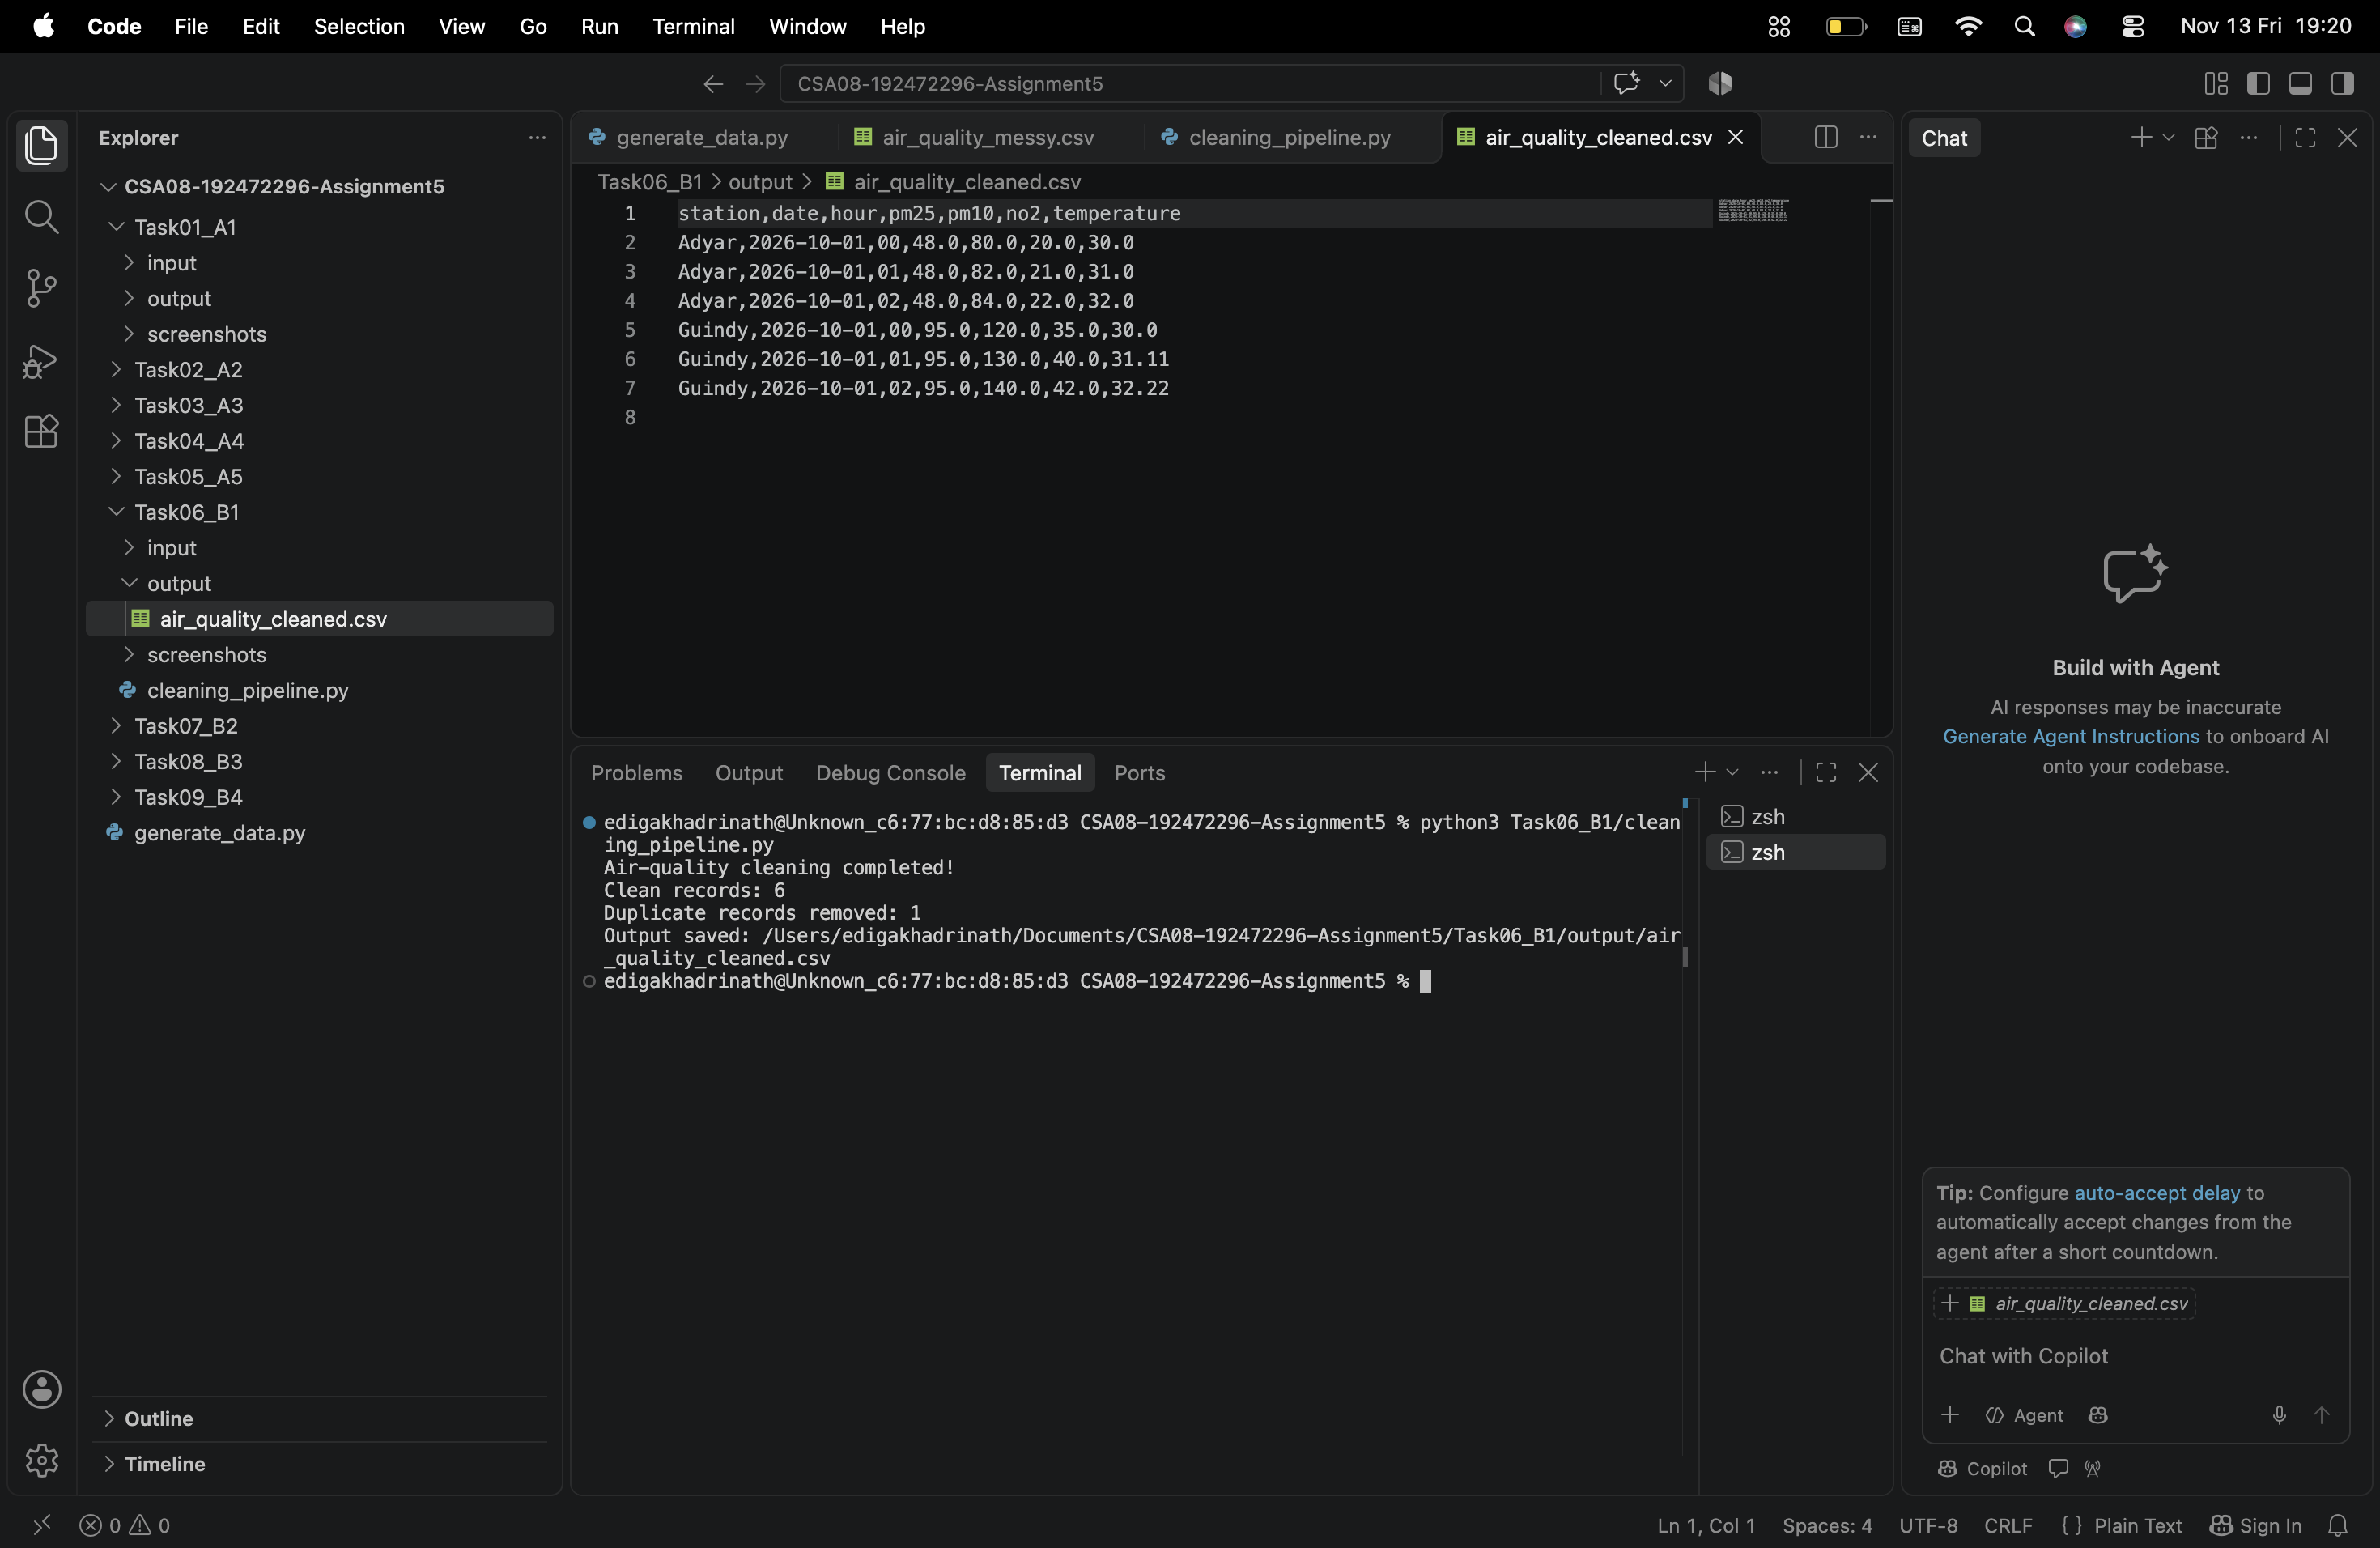 Code File Edit Selection View Go Run Terminal Window Help Nov 13 Fri 19:20
CSA08-192472296-Assignment5
Explorer
CSA08-192472296-Assignment5
Task01_A1
input
output
screenshots
Task02_A2
Task03_A3
Task04_A4
Task05_A5
Task06_B1
input
output
air_quality_cleaned.csv
screenshots
cleaning_pipeline.py
Task07_B2
Task08_B3
Task09_B4
generate_data.py
Outline
Timeline
generate_data.py air_quality_messy.csv cleaning_pipeline.py air_quality_cleaned.csv
Task06_B1 > output > air_quality_cleaned.csv
1 station,date,hour,pm25,pm10,no2,temperature
2 Adyar,2026-10-01,00,48.0,80.0,20.0,30.0
3 Adyar,2026-10-01,01,48.0,82.0,21.0,31.0
4 Adyar,2026-10-01,02,48.0,84.0,22.0,32.0
5 Guindy,2026-10-01,00,95.0,120.0,35.0,30.0
6 Guindy,2026-10-01,01,95.0,130.0,40.0,31.11
7 Guindy,2026-10-01,02,95.0,140.0,42.0,32.22
8
Problems Output Debug Console Terminal Ports
edigakhadrinath@Unknown_c6:77:bc:d8:85:d3 CSA08-192472296-Assignment5 % python3 Task06_B1/clean
ing_pipeline.py
Air-quality cleaning completed!
Clean records: 6
Duplicate records removed: 1
Output saved: /Users/edigakhadrinath/Documents/CSA08-192472296-Assignment5/Task06_B1/output/air
_quality_cleaned.csv
edigakhadrinath@Unknown_c6:77:bc:d8:85:d3 CSA08-192472296-Assignment5 %
zsh
zsh
Chat
Build with Agent
AI responses may be inaccurate
Generate Agent Instructions to onboard AI
onto your codebase.
Tip: Configure auto-accept delay to
automatically accept changes from the
agent after a short countdown.
air_quality_cleaned.csv
Chat with Copilot
Agent
Copilot
0 0
Ln 1, Col 1 Spaces: 4 UTF-8 CRLF {} Plain Text Sign In